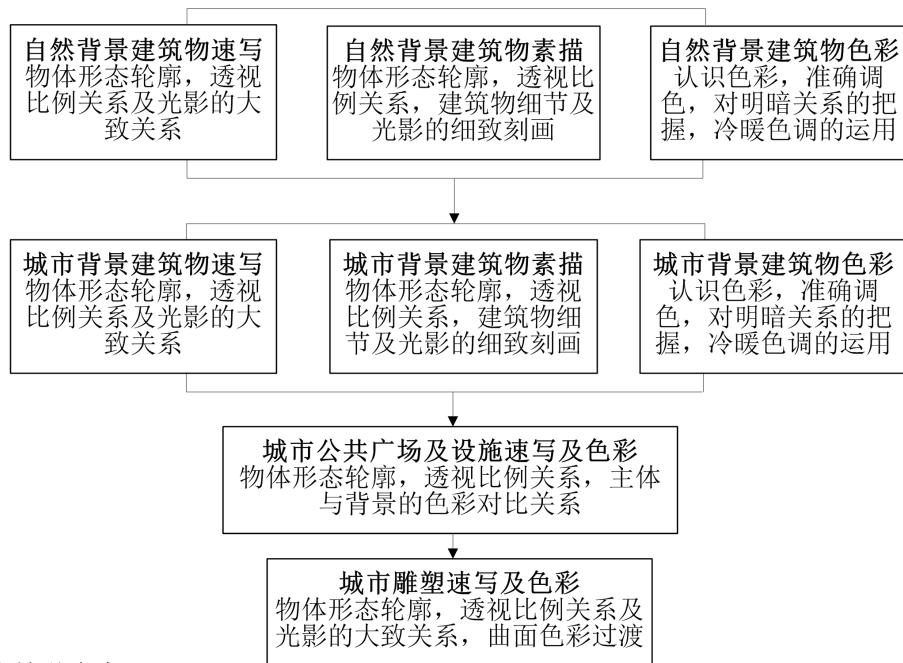 自然背景建筑物速写
物体形态轮廓，透视
比例关系及光影的大
致关系
自然背景建筑物素描
物体形态轮廓，透视比
例关系，建筑物细节及
光影的细致刻画
自然背景建筑物色彩
认识色彩，准确调
色，对明暗关系的把
握，冷暖色调的运用
城市背景建筑物速写
物体形态轮廓，透视
比例关系及光影的大
致关系
城市背景建筑物素描
物体形态轮廓，透视
比例关系，建筑物细
节及光影的细致刻画
城市背景建筑物色彩
认识色彩，准确调
色，对明暗关系的把
握，冷暖色调的运用
城市公共广场及设施速写及色彩
物体形态轮廓，透视比例关系，主体
与背景的色彩对比关系
城市雕塑速写及色彩
物体形态轮廓，透视比例关系及
光影的大致关系，曲面色彩过渡